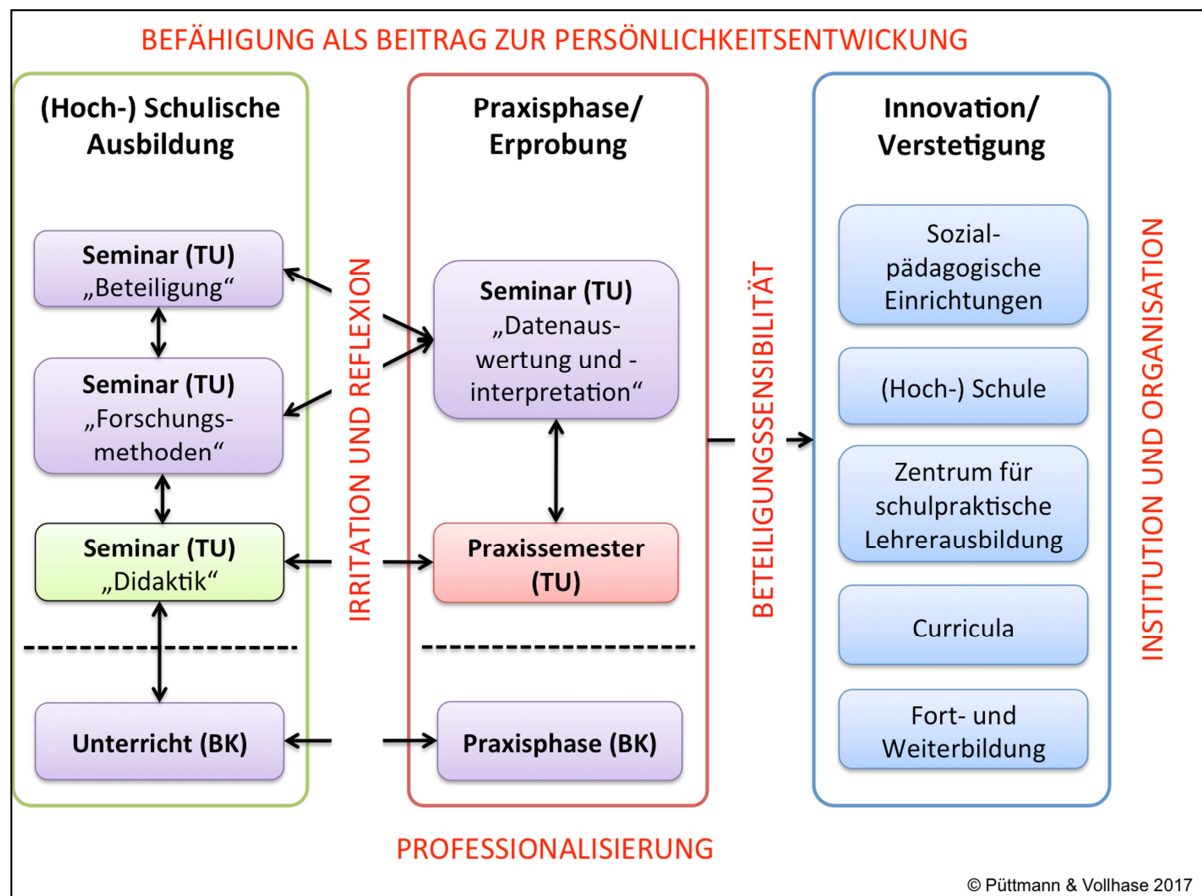 BEFÄHIGUNG ALS BEITRAG ZUR PERSÖNLICHKEITSENTWICKUNG
(Hoch-) Schulische
Ausbildung
Seminar (TU)
„Beteiligung“
Seminar (TU)
„Forschungs-
methoden“
Seminar (TU)
„Didaktik“
Unterricht (BK)
IRRITATION UND REFLEXION
Praxisphase/
Erprobung
Seminar (TU)
„Datenaus-
wertung und -
interpretation“
Praxissemester
(TU)
Praxisphase (BK)
BETEILIGUNGSSENSIBILITÄT
Innovation/
Verstetigung
Sozial-
pädagogische
Einrichtungen
(Hoch-) Schule
Zentrum für
schulpraktische
Lehrerausbildung
Curricula
Fort- und
Weiterbildung
INSTITUTION UND ORGANISATION
PROFESSIONALISIERUNG
© Püttmann & Vollhase 2017